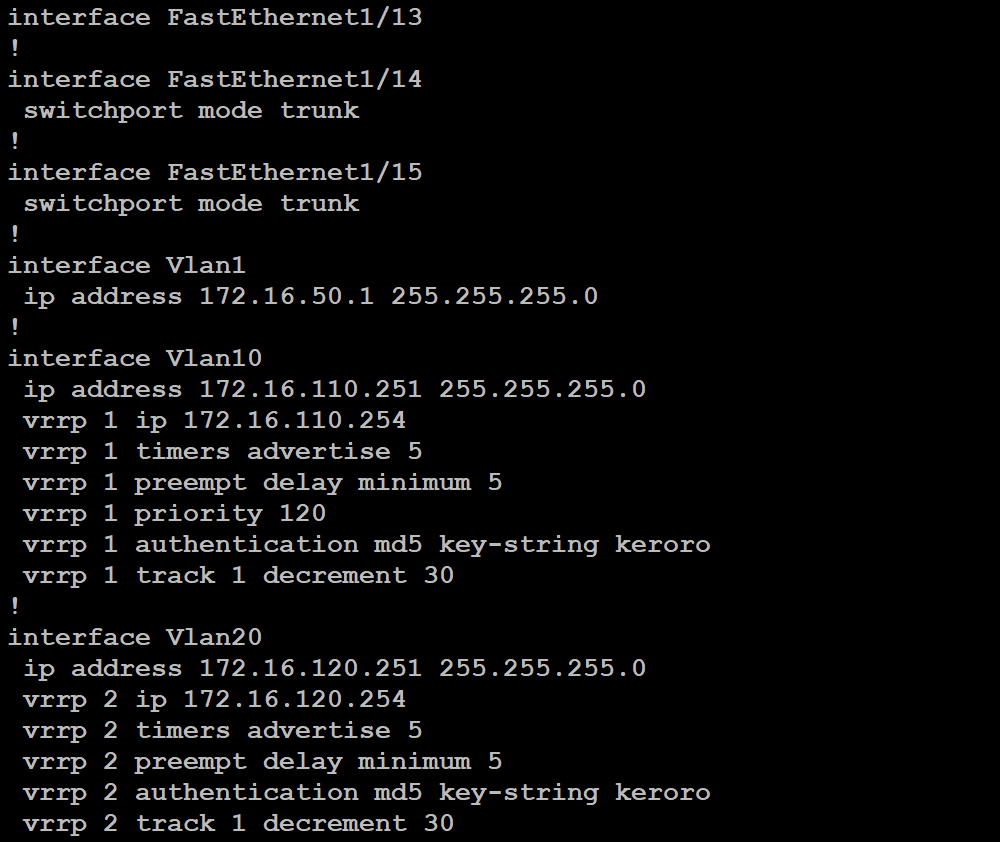 interface FastEthernet1/13
!
interface FastEthernet1/14
 switchport mode trunk
!
interface FastEthernet1/15
 switchport mode trunk
!
interface Vlan1
 ip address 172.16.50.1 255.255.255.0
!
interface Vlan10
 ip address 172.16.110.251 255.255.255.0
 vrrp 1 ip 172.16.110.254
 vrrp 1 timers advertise 5
 vrrp 1 preempt delay minimum 5
 vrrp 1 priority 120
 vrrp 1 authentication md5 key-string keroro
 vrrp 1 track 1 decrement 30
!
interface Vlan20
 ip address 172.16.120.251 255.255.255.0
 vrrp 2 ip 172.16.120.254
 vrrp 2 timers advertise 5
 vrrp 2 preempt delay minimum 5
 vrrp 2 authentication md5 key-string keroro
 vrrp 2 track 1 decrement 30